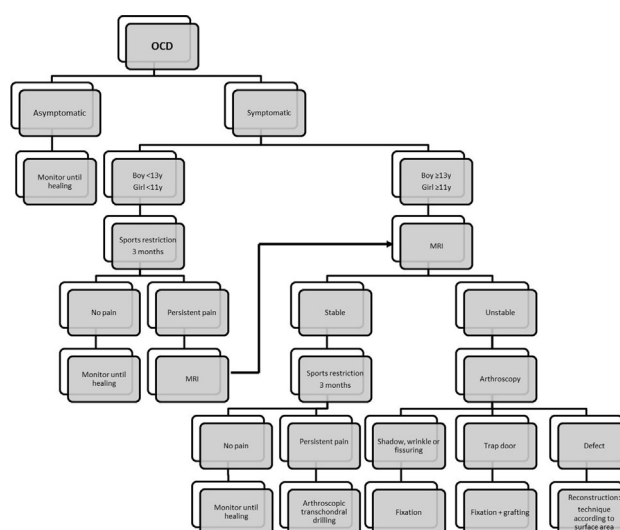 OCD
Asymptomatic
Symptomatic
Monitor until
healing
Boy <13y
Girl <11y
Boy ≥13y
Girl ≥11y
Sports restriction
3 months
MRI
No pain
Persistent pain
Stable
Unstable
Monitor until
healing
MRI
Sports restriction
3 months
Arthroscopy
No pain
Persistent pain
Shadow, wrinkle or
fissuring
Trap door
Defect
Monitor until
healing
Arthroscopic
transchondral
drilling
Fixation
Fixation + grafting
Reconstruction:
technique
according to
surface area